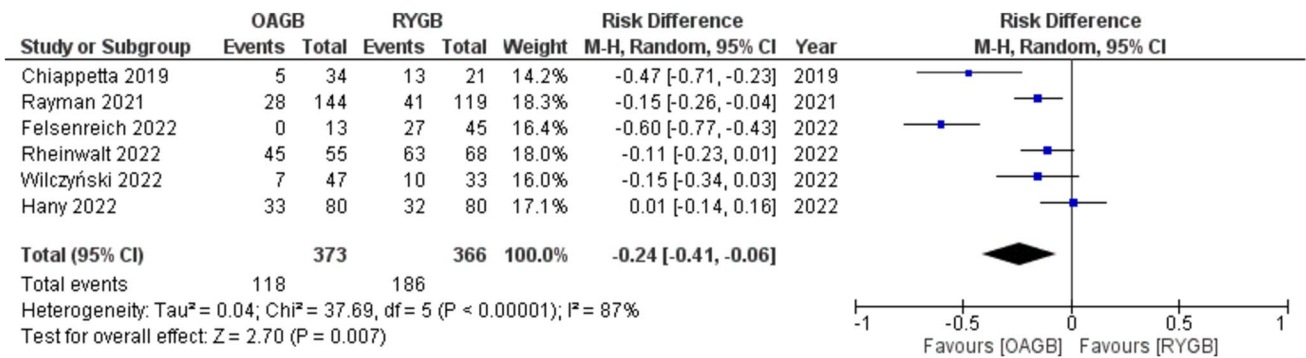 OAGB RYGB Risk Difference Risk Difference
Study or Subgroup Events Total Events Total Weight M-H, Random, 95% CI Year M-H, Random, 95% CI
Chiappetta 2019 5 34 13 21 14.2% -0.47 [-0.71, -0.23] 2019
Rayman 2021 28 144 41 119 18.3% -0.15 [-0.26, -0.04] 2021
Felsenreich 2022 0 13 27 45 16.4% -0.60 [-0.77, -0.43] 2022
Rheinwalt 2022 45 55 63 68 18.0% -0.11 [-0.23, 0.01] 2022
Wilczyński 2022 7 47 10 33 16.0% -0.15 [-0.34, 0.03] 2022
Hany 2022 33 80 32 80 17.1% 0.01 [-0.14, 0.16] 2022
Total (95% CI) 373 366 100.0% -0.24 [-0.41, -0.06]
Total events 118 186
Heterogeneity: Tau² = 0.04; Chi² = 37.69, df = 5 (P < 0.00001); I² = 87%
Test for overall effect: Z = 2.70 (P = 0.007)
-1 -0.5 0 0.5 1
Favours [OAGB] Favours [RYGB]